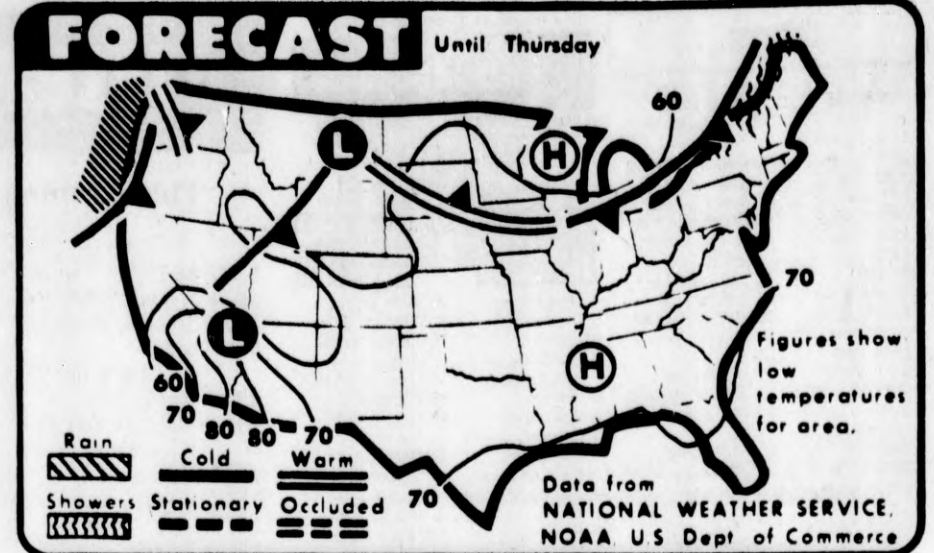 FORECAST
Until Thursday
60
L
H
70
L
H
Figures show
low
temperatures
for area.
60
70
80
80
70
70
Rain
Cold
Warm
Showers
Stationary
Occluded
Data from
NATIONAL WEATHER SERVICE,
NOAA, U.S. Dept of Commerce